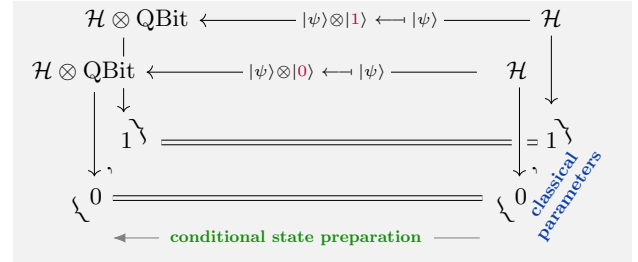 ℋ ⊗ QBit |ψ⟩⊗|1⟩ ⟻ |ψ⟩ ℋ
ℋ ⊗ QBit |ψ⟩⊗|0⟩ ⟻ |ψ⟩ ℋ
1} 1}
, ,
{0 {0
classical
parameters
conditional state preparation